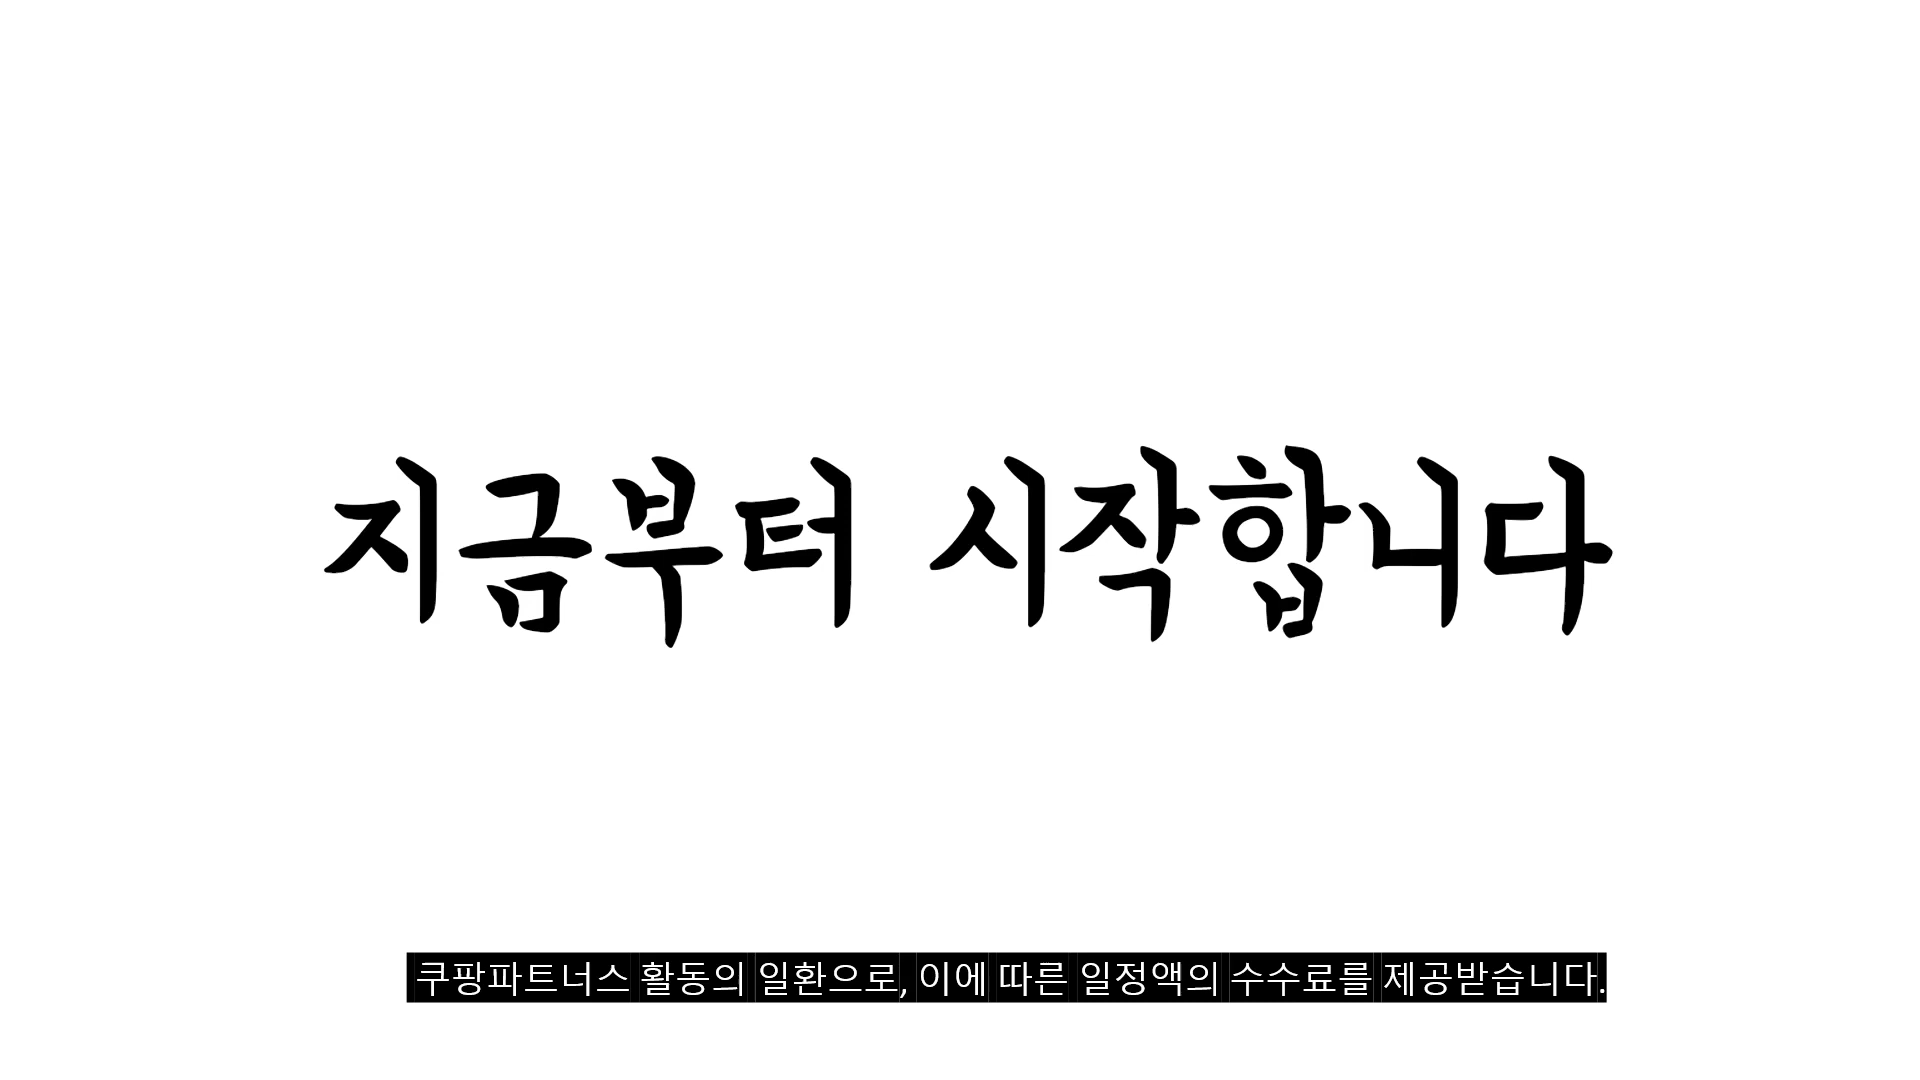 지금부터 시작합니다
쿠팡파트너스 활동의 일환으로, 이에 따른 일정액의 수수료를 제공받습니다.